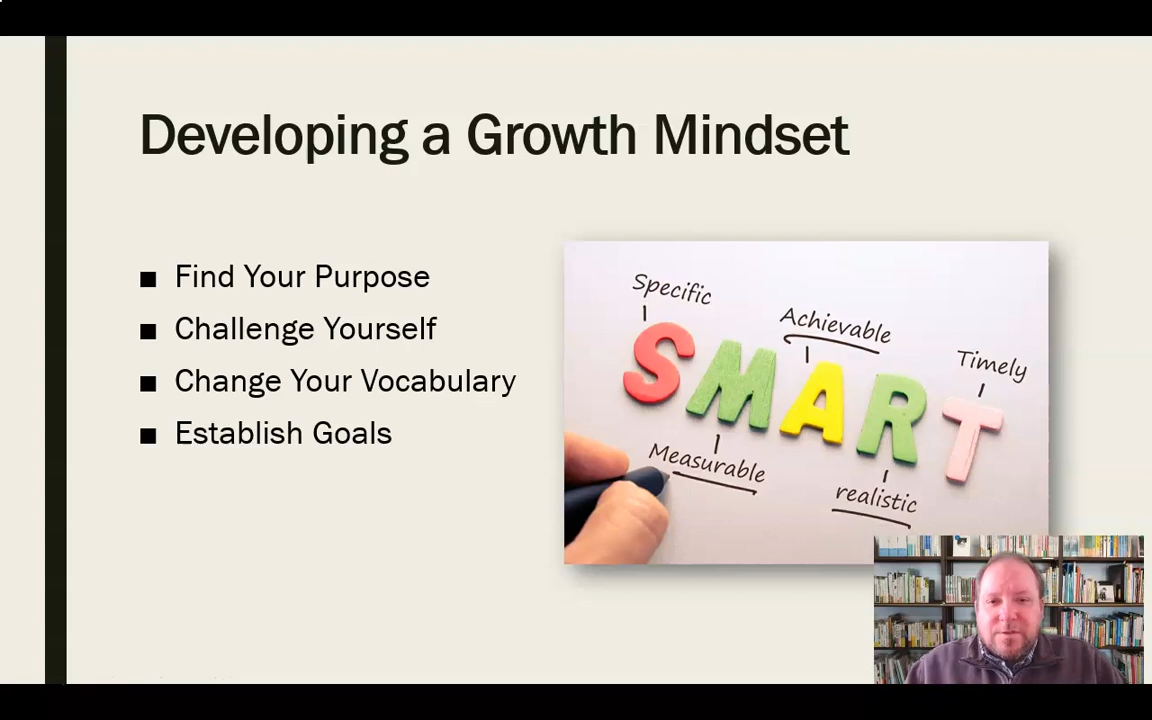 Developing a Growth Mindset
Find Your Purpose
Challenge Yourself
Change Your Vocabulary
Establish Goals
Specific
Achievable
Timely
SMART
Measurable
realistic